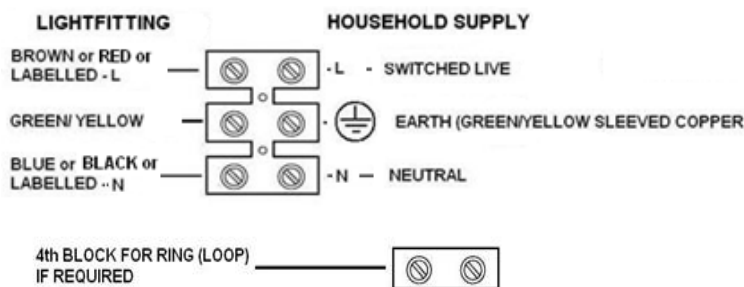 LIGHTFITTING HOUSEHOLD SUPPLY
BROWN or RED or
LABELLED - L
- L - SWITCHED LIVE
GREEN/ YELLOW
- EARTH (GREEN/YELLOW SLEEVED COPPER
BLUE or BLACK or
LABELLED -- N
- N — NEUTRAL
4th BLOCK FOR RING (LOOP)
IF REQUIRED